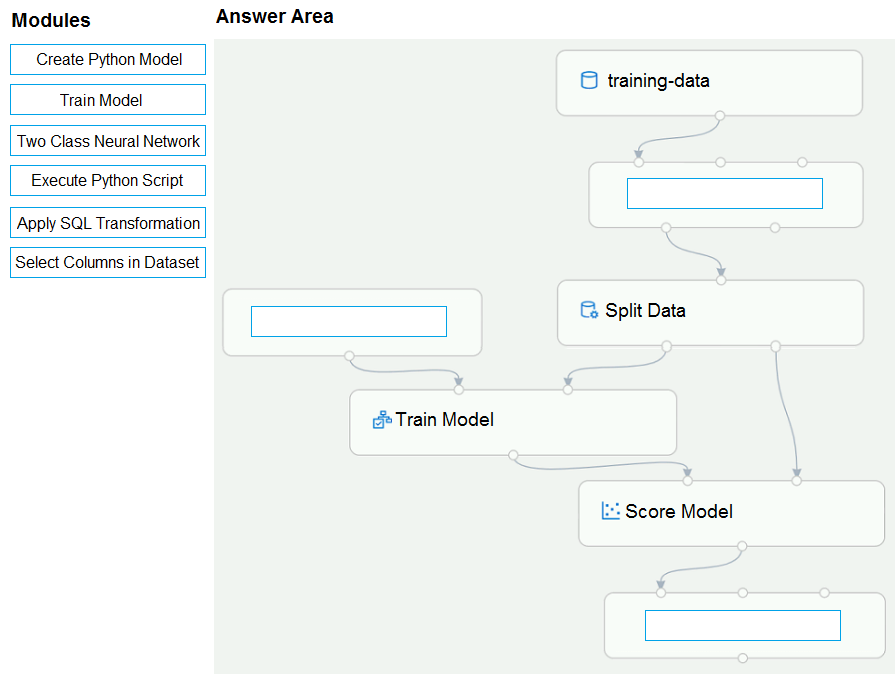 Modules
Create Python Model
Train Model
Two Class Neural Network
Execute Python Script
Apply SQL Transformation
Select Columns in Dataset
Answer Area
training-data
Split Data
Train Model
Score Model